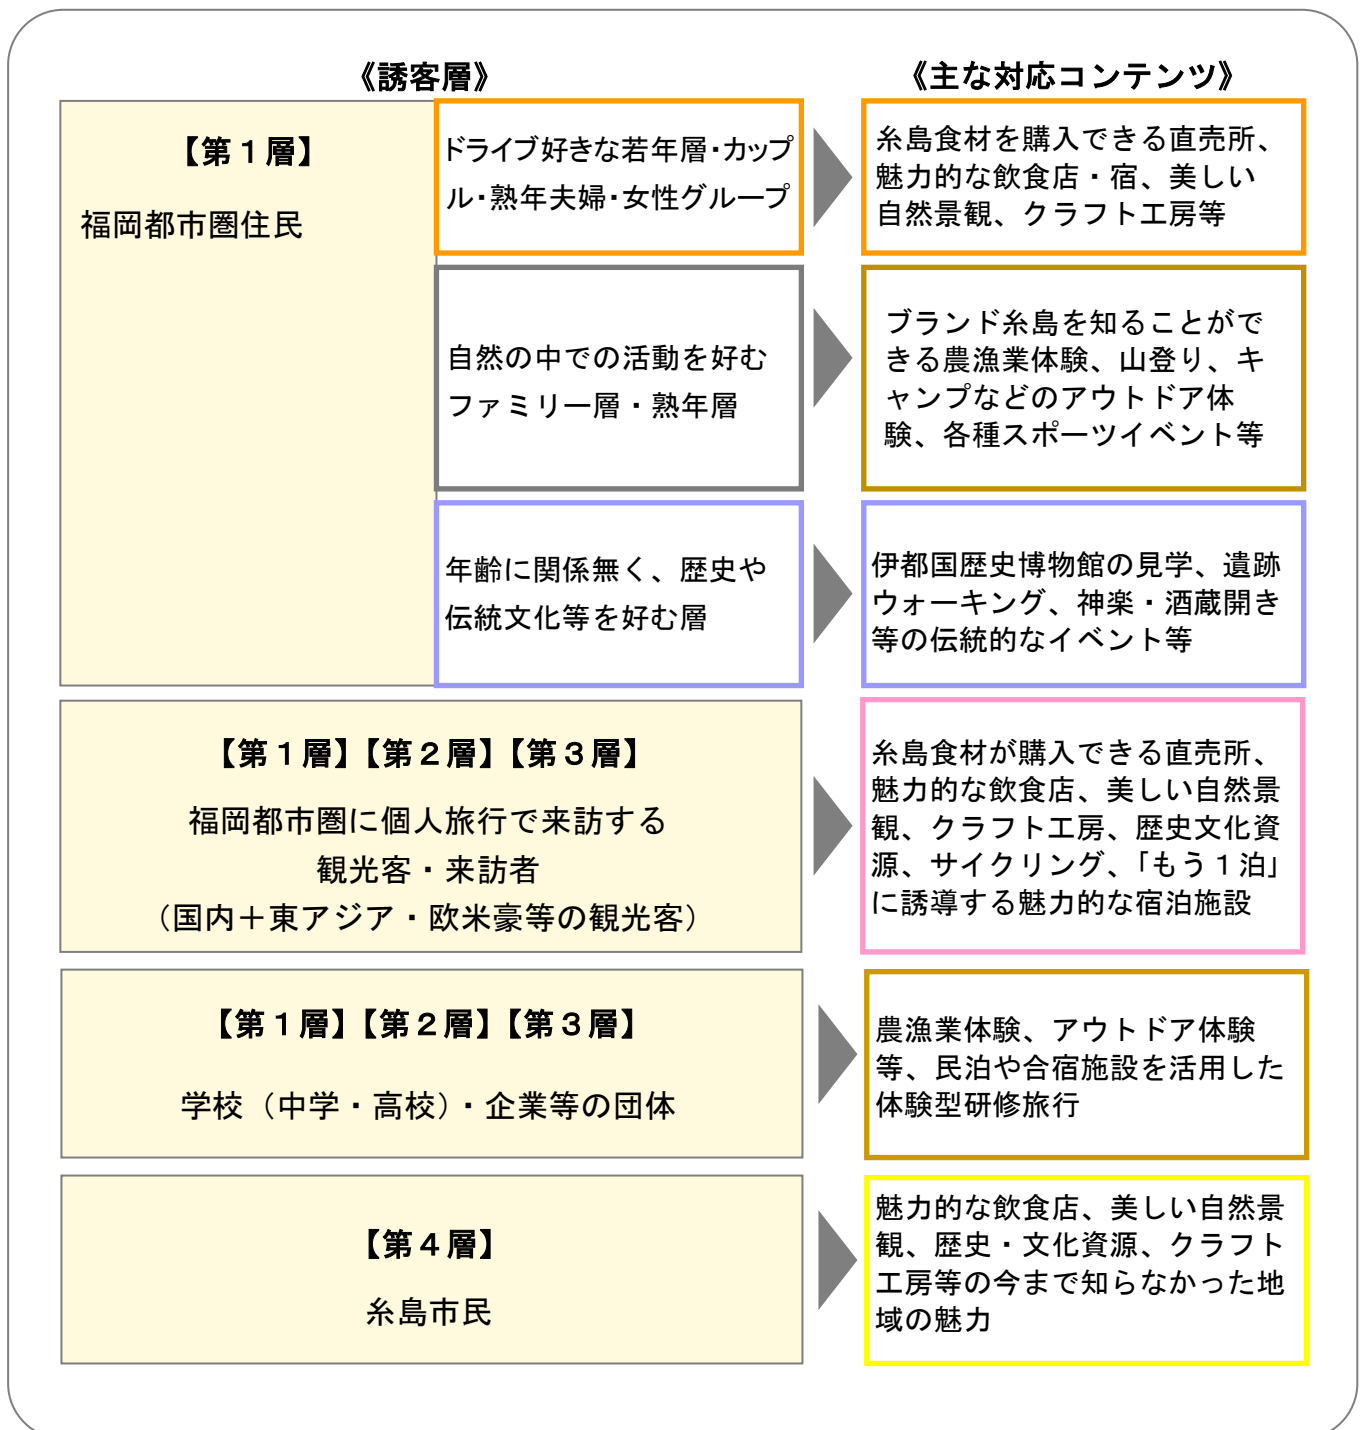 《誘客層》
《主な対応コンテンツ》
【第１層】
福岡都市圏住民
ドライブ好きな若年層・カップ
ル・熟年夫婦・女性グループ
糸島食材を購入できる直売所、
魅力的な飲食店・宿、美しい
自然景観、クラフト工房等
自然の中での活動を好む
ファミリー層・熟年層
ブランド糸島を知ることがで
きる農漁業体験、山登り、キ
ャンプなどのアウトドア体
験、各種スポーツイベント等
年齢に関係無く、歴史や
伝統文化等を好む層
伊都国歴史博物館の見学、遺跡
ウォーキング、神楽・酒蔵開き
等の伝統的なイベント等
【第１層】【第２層】【第３層】
福岡都市圏に個人旅行で来訪する
観光客・来訪者
（国内＋東アジア・欧米豪等の観光客）
糸島食材が購入できる直売所、
魅力的な飲食店、美しい自然景
観、クラフト工房、歴史文化資
源、サイクリング、「もう１泊」
に誘導する魅力的な宿泊施設
【第１層】【第２層】【第３層】
学校（中学・高校）・企業等の団体
農漁業体験、アウトドア体験
等、民泊や合宿施設を活用した
体験型研修旅行
【第４層】
糸島市民
魅力的な飲食店、美しい自然景
観、歴史・文化資源、クラフト
工房等の今まで知らなかった地
域の魅力